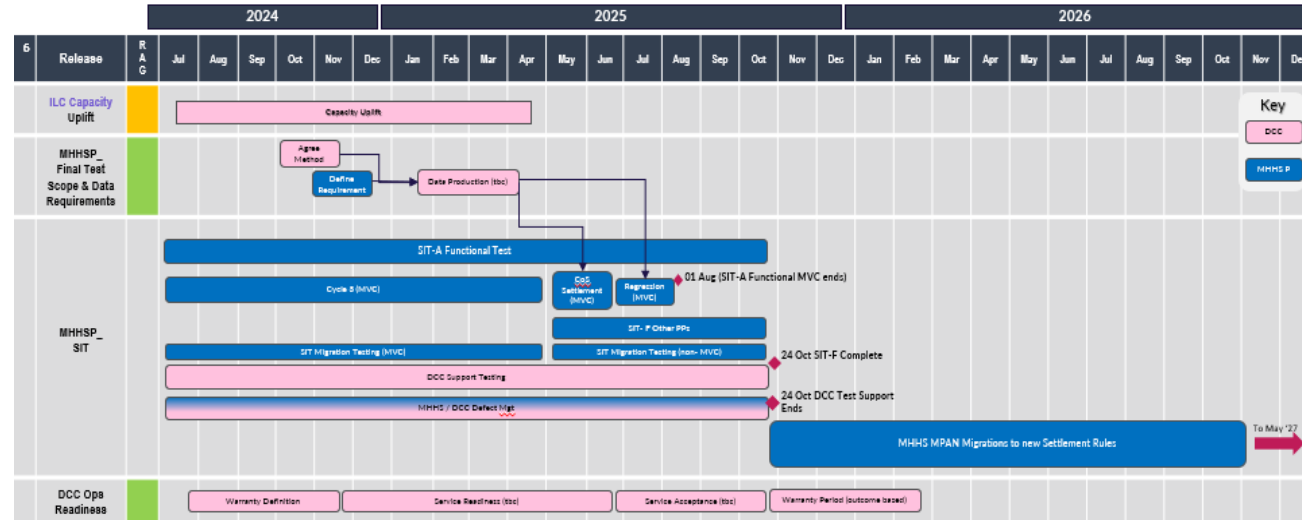 2024
2025
2026
6
Release
R
A
G
Jul
Aug
Sep
Oct
Nov
Dec
Jan
Feb
Mar
Apr
May
Jun
Jul
Aug
Sep
Oct
Nov
Dec
Jan
Feb
Mar
Apr
May
Jun
Jul
Aug
Sep
Oct
Nov
De
ILC Capacity
Uplift
Capacity Uplift
Key
DCC
MHHS P
MHHSP_
Final Test
Scope & Data
Requirements
Agree
Method
Define
Requirement
Data Production (tbc)
MHHSP_
SIT
SIT-A Functional Test
Cycle 3 (MVC)
CoS
Settlement
(MVC)
Regression
(MVC)
01 Aug (SIT-A Functional MVC ends)
SIT- F Other PPs
SIT Migration Testing (MVC)
SIT Migration Testing (non- MVC)
24 Oct SIT-F Complete
DCC Support Testing
MHHS / DCC Defect Mgt
24 Oct DCC Test Support
Ends
MHHS MPAN Migrations to new Settlement Rules
To May '27
DCC Ops
Readiness
Warranty Definition
Service Readiness (tbc)
Service Acceptance (tbc)
Warranty Period (outcome based)